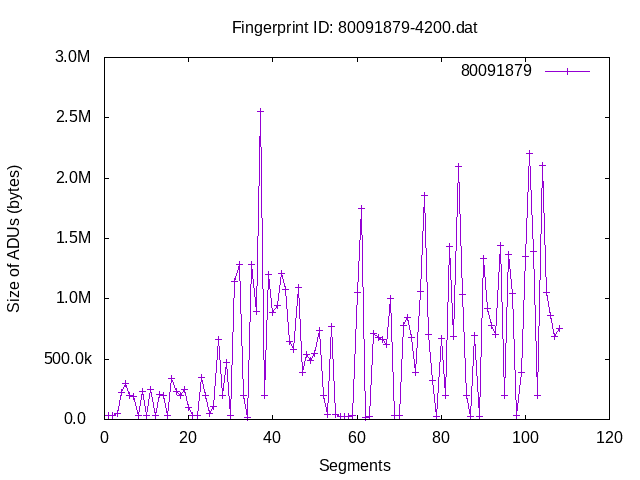 Fingerprint ID: 80091879-4200.dat
3.0M
80091879
2.5M
2.0M
1.5M
1.0M
500.0k
0.0
Size of ADUs (bytes)
0 20 40 60 80 100 120
Segments